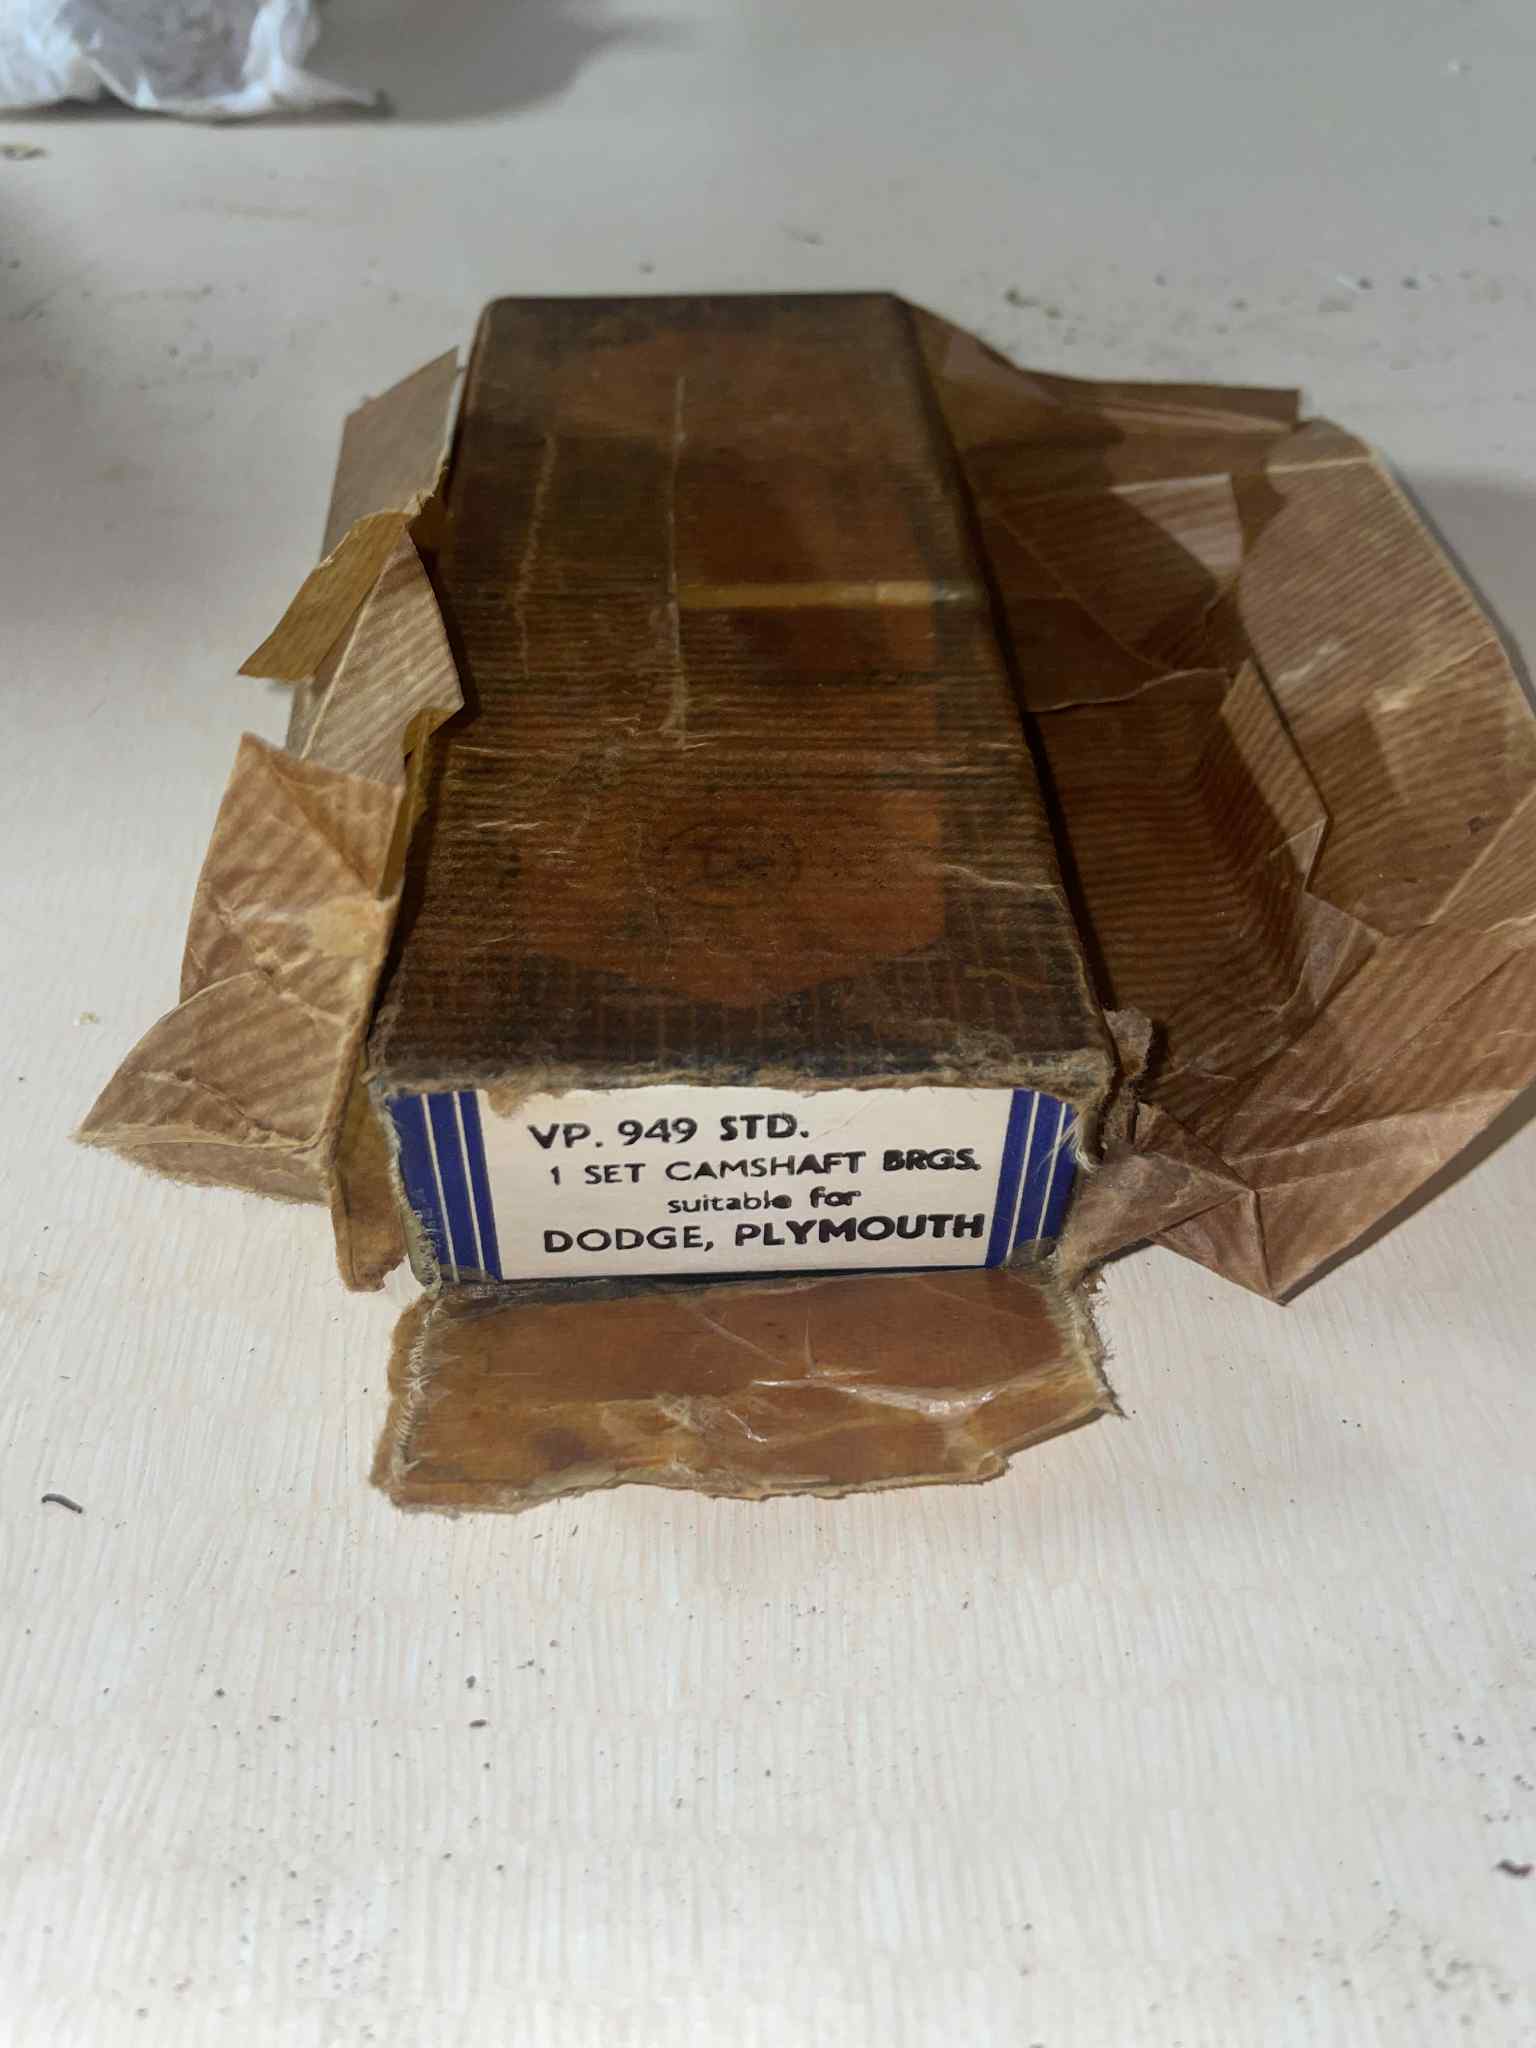 VP. 949 STD.
1 SET CAMSHAFT BRGS.
suitable for
DODGE, PLYMOUTH